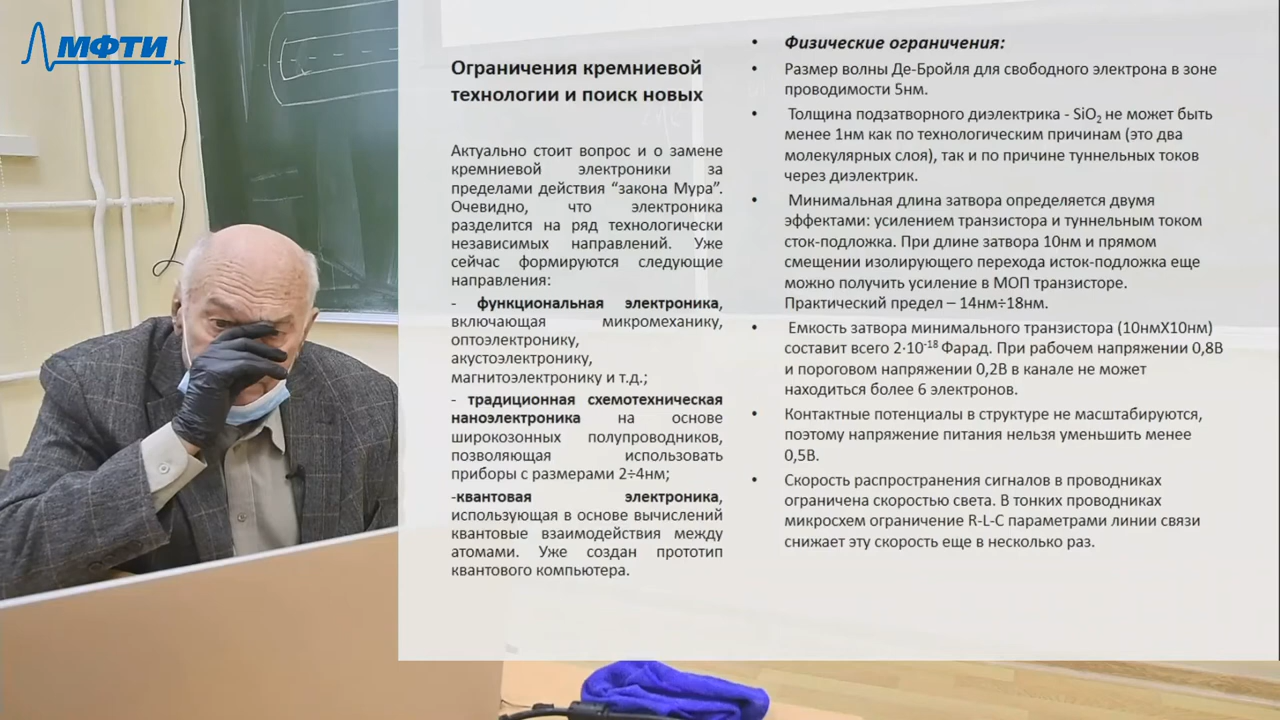 МФТИ
Ограничения кремниевой
технологии и поиск новых
Актуально стоит вопрос и о замене
кремниевой электроники за
пределами действия “закона Мура”.
Очевидно, что электроника
разделится на ряд технологически
независимых направлений. Уже
сейчас формируются следующие
направления:
- функциональная электроника,
включающая микромеханику,
оптоэлектронику,
акустоэлектронику,
магнитоэлектронику и т.д.;
- традиционная схемотехническая
наноэлектроника на основе
широкозонных полупроводников,
позволяющая использовать
приборы с размерами 2÷4нм;
-квантовая электроника,
использующая в основе вычислений
квантовые взаимодействия между
атомами. Уже создан прототип
квантового компьютера.
• Физические ограничения:
• Размер волны Де-Бройля для свободного электрона в зоне
проводимости 5нм.
• Толщина подзатворного диэлектрика - SiO₂ не может быть
менее 1нм как по технологическим причинам (это два
молекулярных слоя), так и по причине туннельных токов
через диэлектрик.
• Минимальная длина затвора определяется двумя
эффектами: усилением транзистора и туннельным током
сток-подложка. При длине затвора 10нм и прямом
смещении изолирующего перехода исток-подложка еще
можно получить усиление в МОП транзисторе.
Практический предел – 14нм÷18нм.
• Емкость затвора минимального транзистора (10нмХ10нм)
составит всего 2·10⁻¹⁸ Фарад. При рабочем напряжении 0,8В
и пороговом напряжении 0,2В в канале не может
находиться более 6 электронов.
• Контактные потенциалы в структуре не масштабируются,
поэтому напряжение питания нельзя уменьшить менее
0,5В.
• Скорость распространения сигналов в проводниках
ограничена скоростью света. В тонких проводниках
микросхем ограничение R-L-C параметрами линии связи
снижает эту скорость еще в несколько раз.